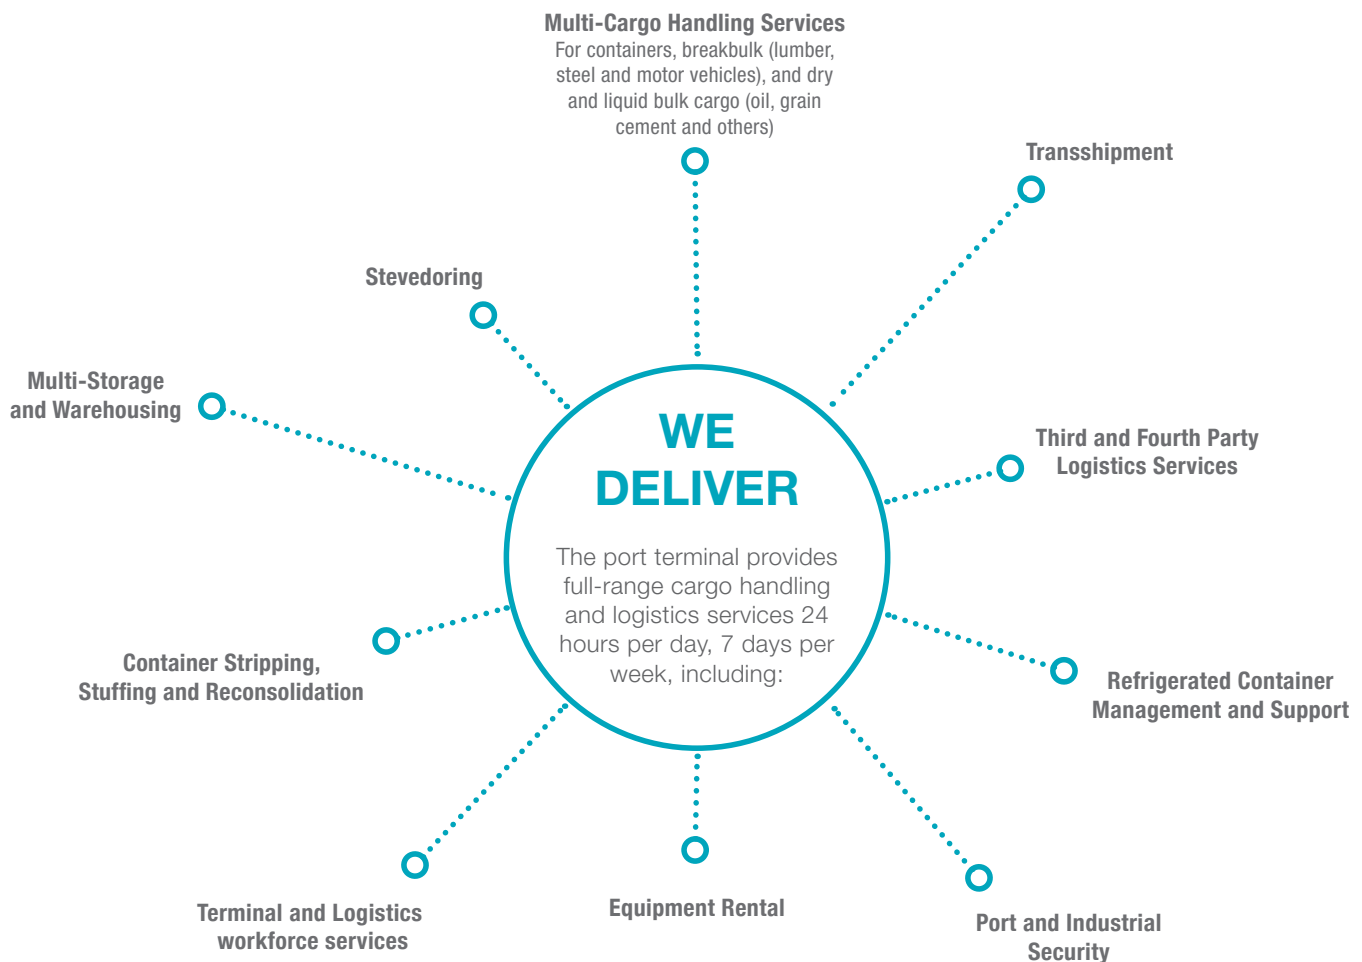 Multi-Cargo Handling Services
For containers, breakbulk (lumber,
steel and motor vehicles), and dry
and liquid bulk cargo (oil, grain
cement and others)
Transshipment
Stevedoring
Multi-Storage
and Warehousing
WE
DELIVER
The port terminal provides
full-range cargo handling
and logistics services 24
hours per day, 7 days per
week, including:
Third and Fourth Party
Logistics Services
Container Stripping,
Stuffing and Reconsolidation
Refrigerated Container
Management and Support
Terminal and Logistics
workforce services
Equipment Rental
Port and Industrial
Security